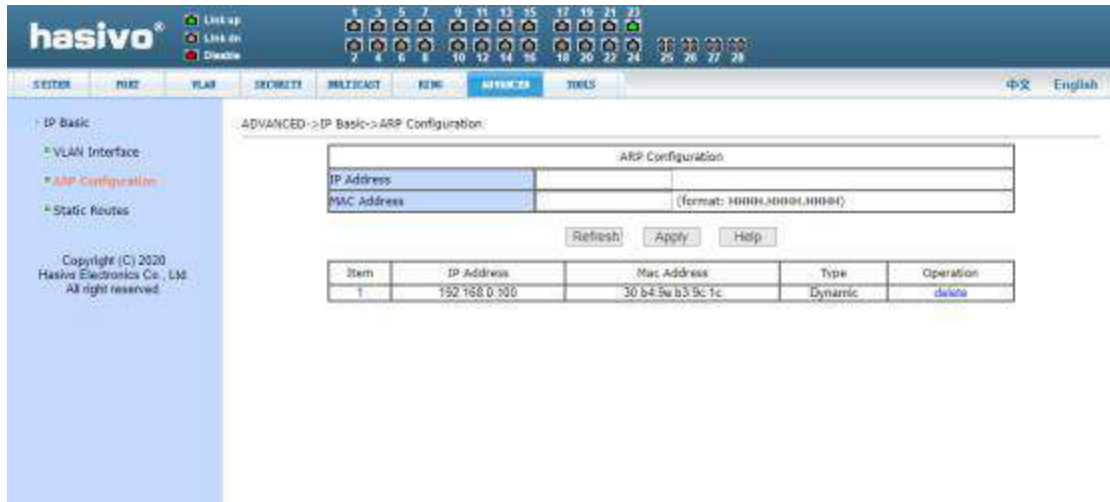 hasivo®
Link up
Link dn
Disable
1 3 5 7 9 11 13 15 17 19 21 23
2 4 6 8 10 12 14 16 18 20 22 24 25 26 27 28
SYSTEM PORT VLAN SECURITY MULTICAST RING ADVANCED TOOLS 中文 English
IP Basic
VLAN Interface
ARP Configuration
Static Routes
Copyright (C) 2020
Hasivo Electronics Co., Ltd.
All right reserved.
ADVANCED->IP Basic->ARP Configuration
ARP Configuration
IP Address
MAC Address (format: HHHH.HHHH.HHHH)
Refresh Apply Help
Item IP Address Mac Address Type Operation
1 192.168.0.100 30:b4:9e:b3:9c:1c Dynamic delete